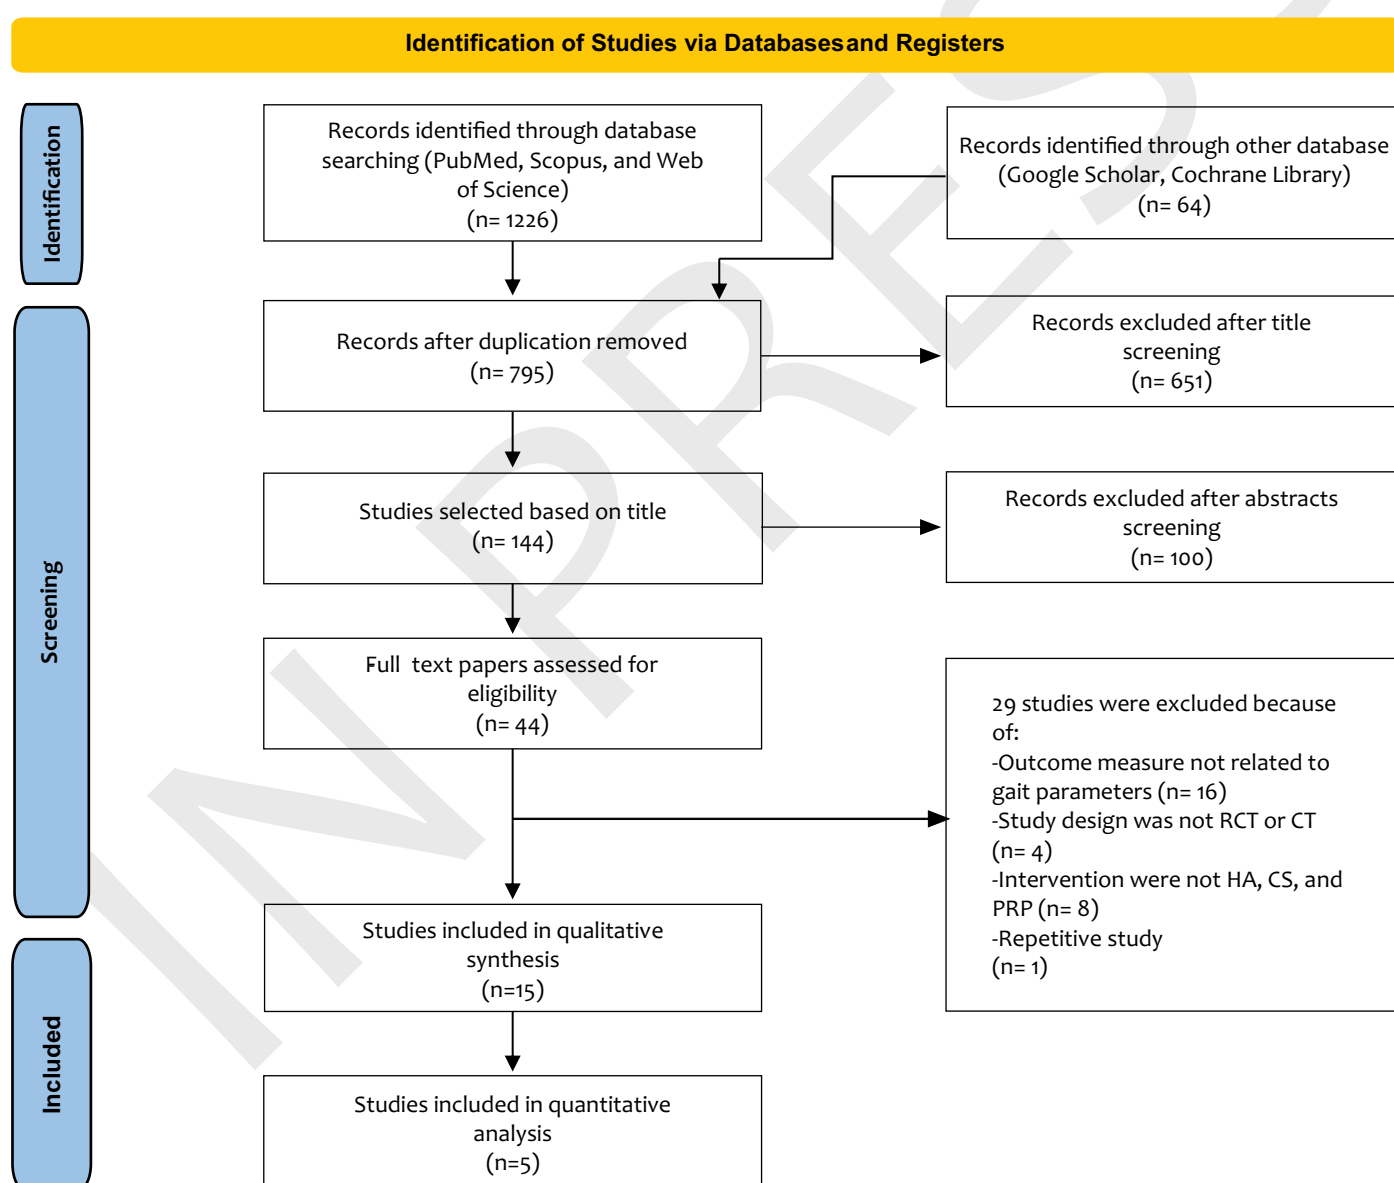 Identification of Studies via Databases and Registers
Identification
Records identified through database
searching (PubMed, Scopus, and Web
of Science)
(n= 1226)
Records identified through other database
(Google Scholar, Cochrane Library)
(n= 64)
Screening
Records after duplication removed
(n= 795)
Records excluded after title
screening
(n= 651)
Studies selected based on title
(n= 144)
Records excluded after abstracts
screening
(n= 100)
Full text papers assessed for
eligibility
(n= 44)
29 studies were excluded because
of:
-Outcome measure not related to
gait parameters (n= 16)
-Study design was not RCT or CT
(n= 4)
-Intervention were not HA, CS, and
PRP (n= 8)
-Repetitive study
(n= 1)
Studies included in qualitative
synthesis
(n=15)
Included
Studies included in quantitative
analysis
(n=5)
IN PRES